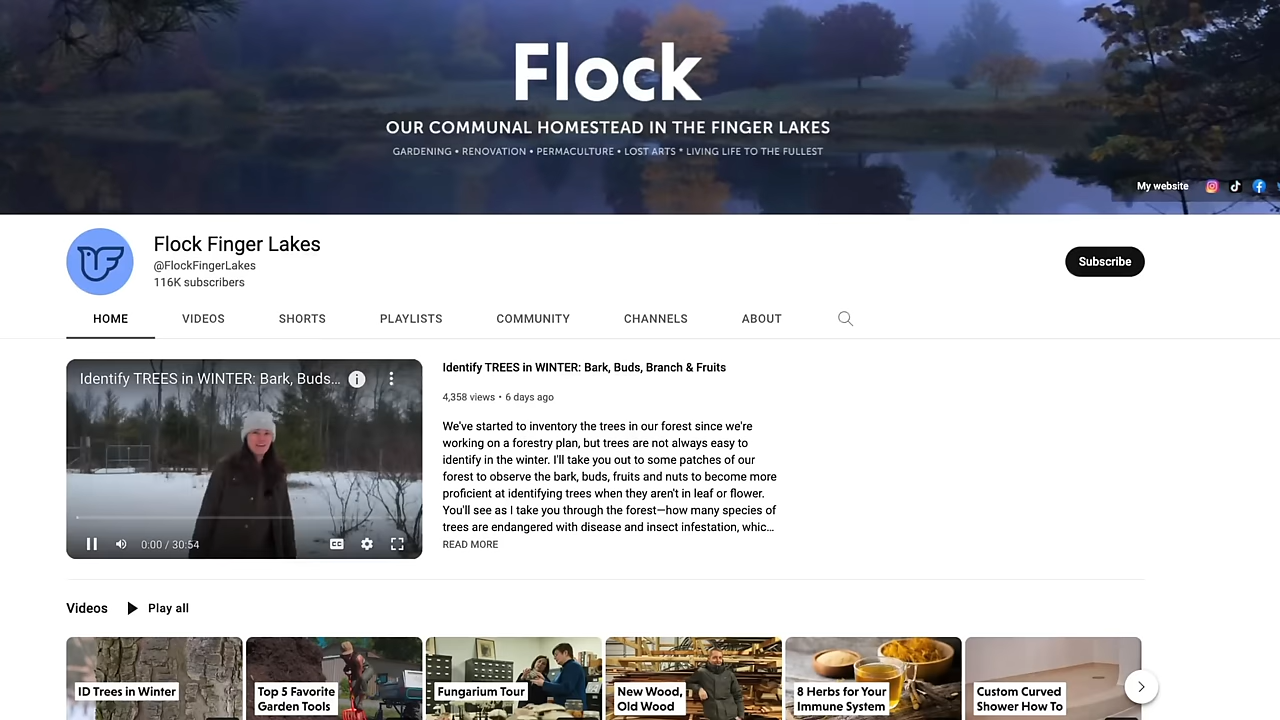 Flock
OUR COMMUNAL HOMESTEAD IN THE FINGER LAKES
GARDENING • RENOVATION • PERMACULTURE • LOST ARTS * LIVING LIFE TO THE FULLEST
My website
Flock Finger Lakes
@FlockFingerLakes
116K subscribers
Subscribe
HOME VIDEOS SHORTS PLAYLISTS COMMUNITY CHANNELS ABOUT
Identify TREES in WINTER: Bark, Buds...
0:00 / 30:54
CC
Identify TREES in WINTER: Bark, Buds, Branch & Fruits
4,358 views • 6 days ago
We've started to inventory the trees in our forest since we're
working on a forestry plan, but trees are not always easy to
identify in the winter. I'll take you out to some patches of our
forest to observe the bark, buds, fruits and nuts to become more
proficient at identifying trees when they aren't in leaf or flower.
You'll see as I take you through the forest—how many species of
trees are endangered with disease and insect infestation, whic...
READ MORE
Videos Play all
ID Trees in Winter
Top 5 Favorite
Garden Tools
Fungarium Tour
New Wood,
Old Wood
8 Herbs for Your
Immune System
Custom Curved
Shower How To